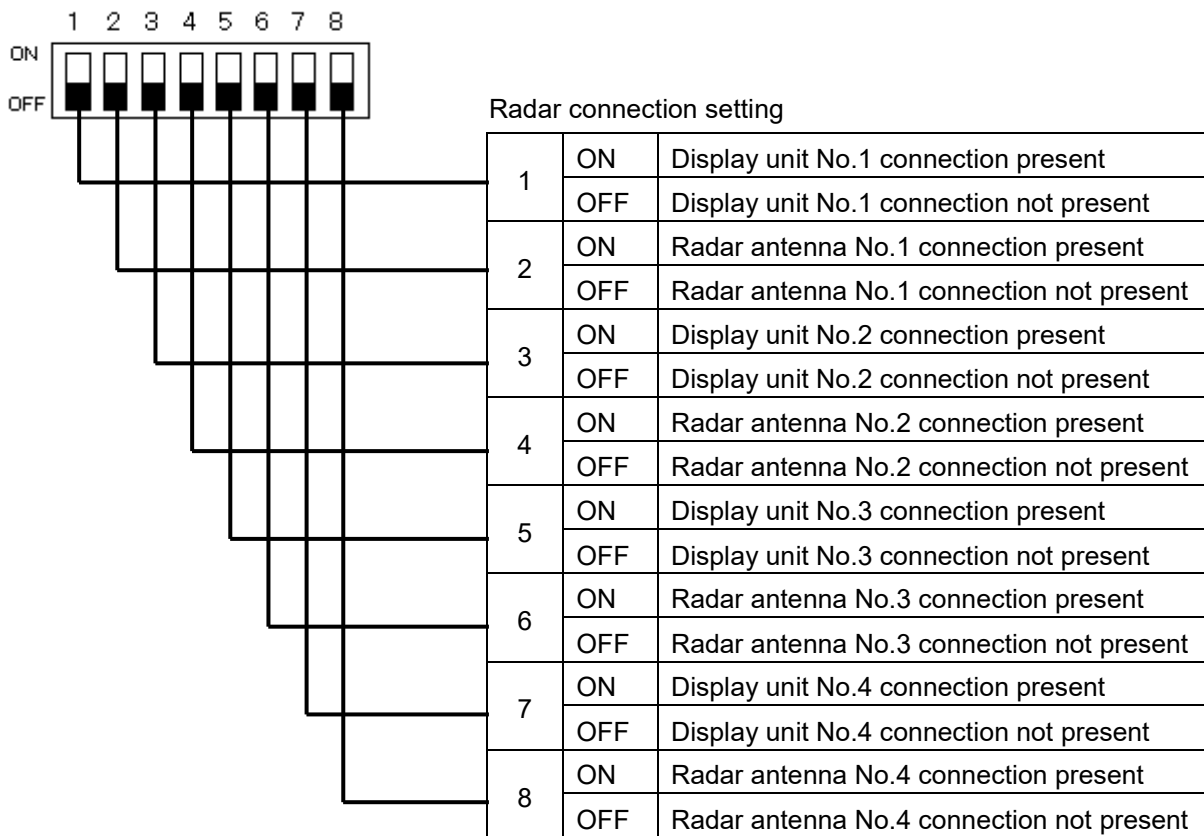 1 2 3 4 5 6 7 8
ON
OFF
Radar connection setting
1 ON Display unit No.1 connection present
OFF Display unit No.1 connection not present
2 ON Radar antenna No.1 connection present
OFF Radar antenna No.1 connection not present
3 ON Display unit No.2 connection present
OFF Display unit No.2 connection not present
4 ON Radar antenna No.2 connection present
OFF Radar antenna No.2 connection not present
5 ON Display unit No.3 connection present
OFF Display unit No.3 connection not present
6 ON Radar antenna No.3 connection present
OFF Radar antenna No.3 connection not present
7 ON Display unit No.4 connection present
OFF Display unit No.4 connection not present
8 ON Radar antenna No.4 connection present
OFF Radar antenna No.4 connection not present